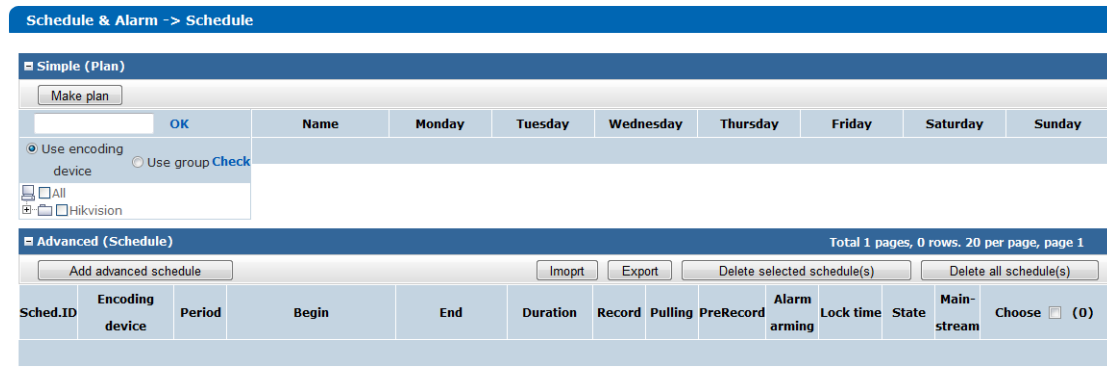 Schedule & Alarm -> Schedule
Simple (Plan)
Make plan
OK Name Monday Tuesday Wednesday Thursday Friday Saturday Sunday
Use encoding device Use group Check
All
Hikvision
Advanced (Schedule) Total 1 pages, 0 rows. 20 per page, page 1
Add advanced schedule Imoprt Export Delete selected schedule(s) Delete all schedule(s)
Sched.ID Encoding device Period Begin End Duration Record Pulling PreRecord Alarm arming Lock time State Main-stream Choose (0)